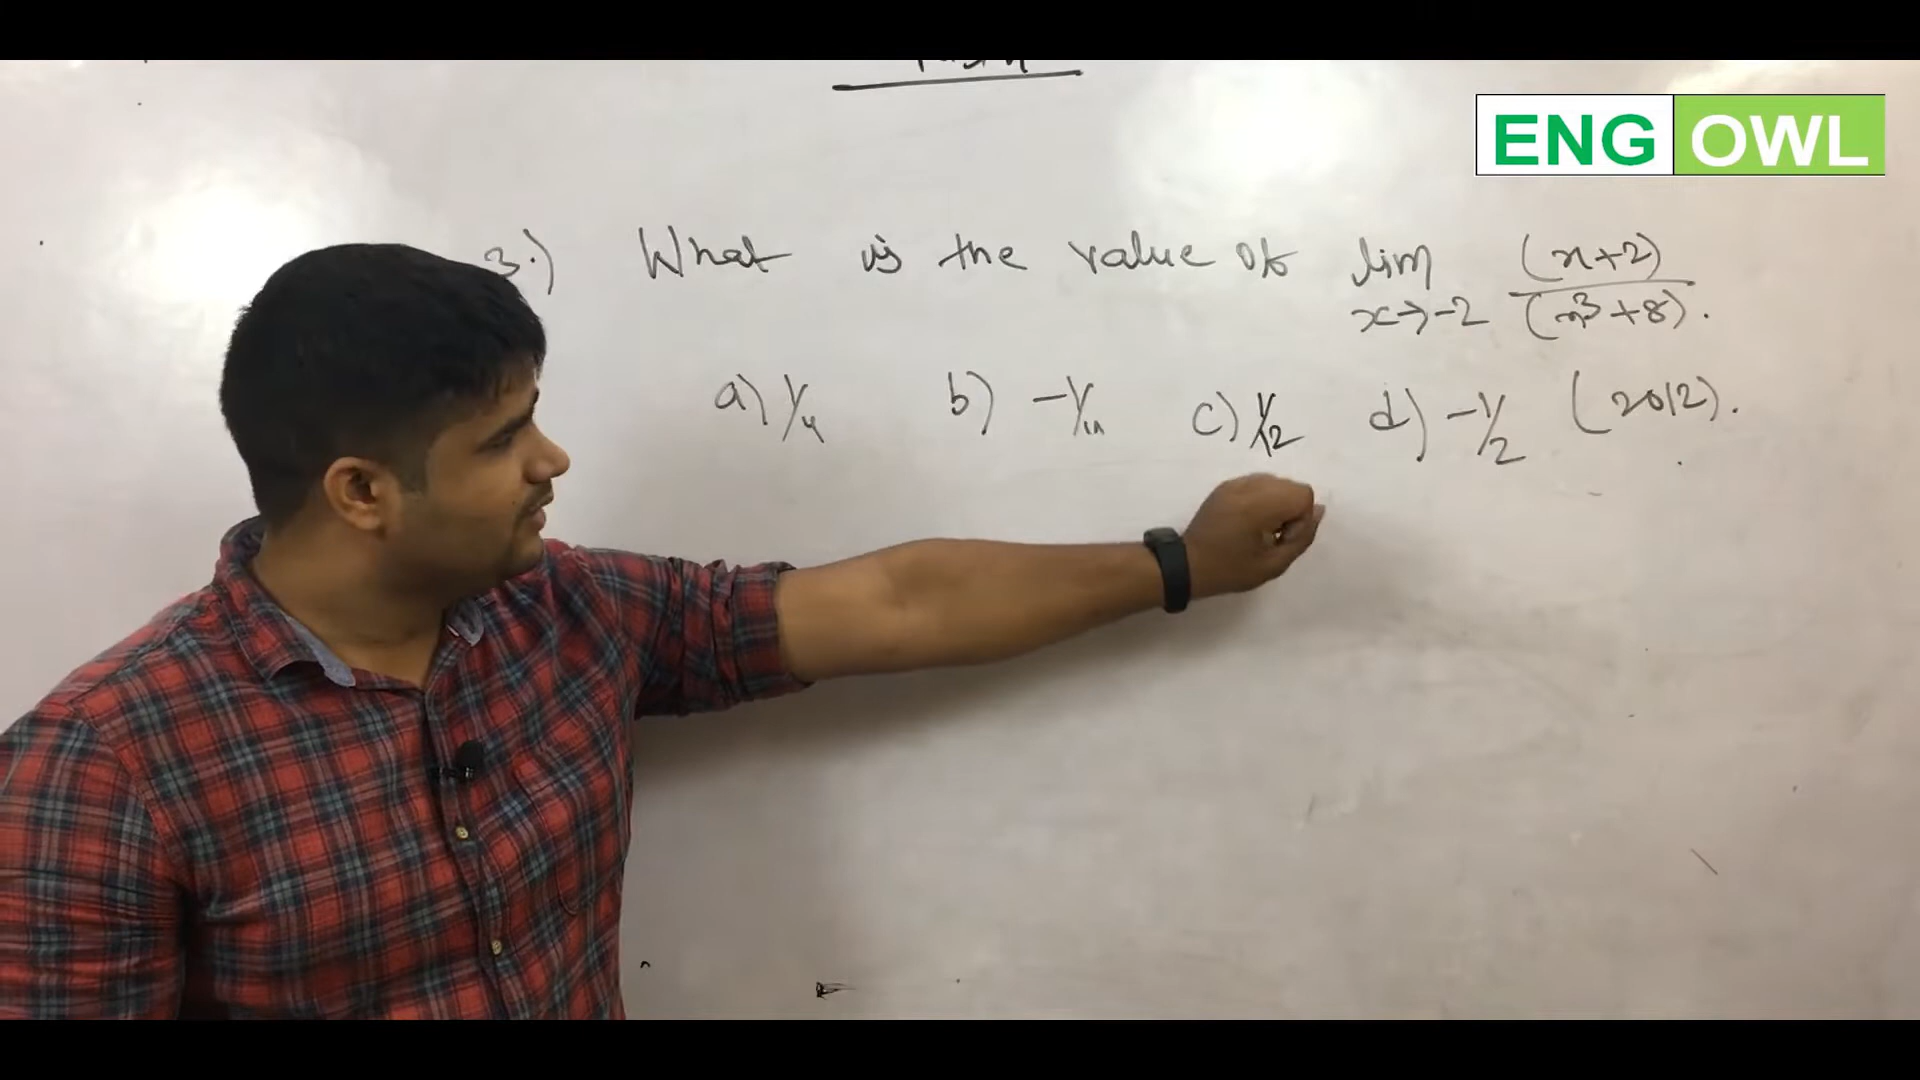 ENG OWL
3.) What is the value of lim (x+2)
x→-2 (x³+8).
a) 1/4 b) -1/12 c) 1/12 d) -1/2 (2012).